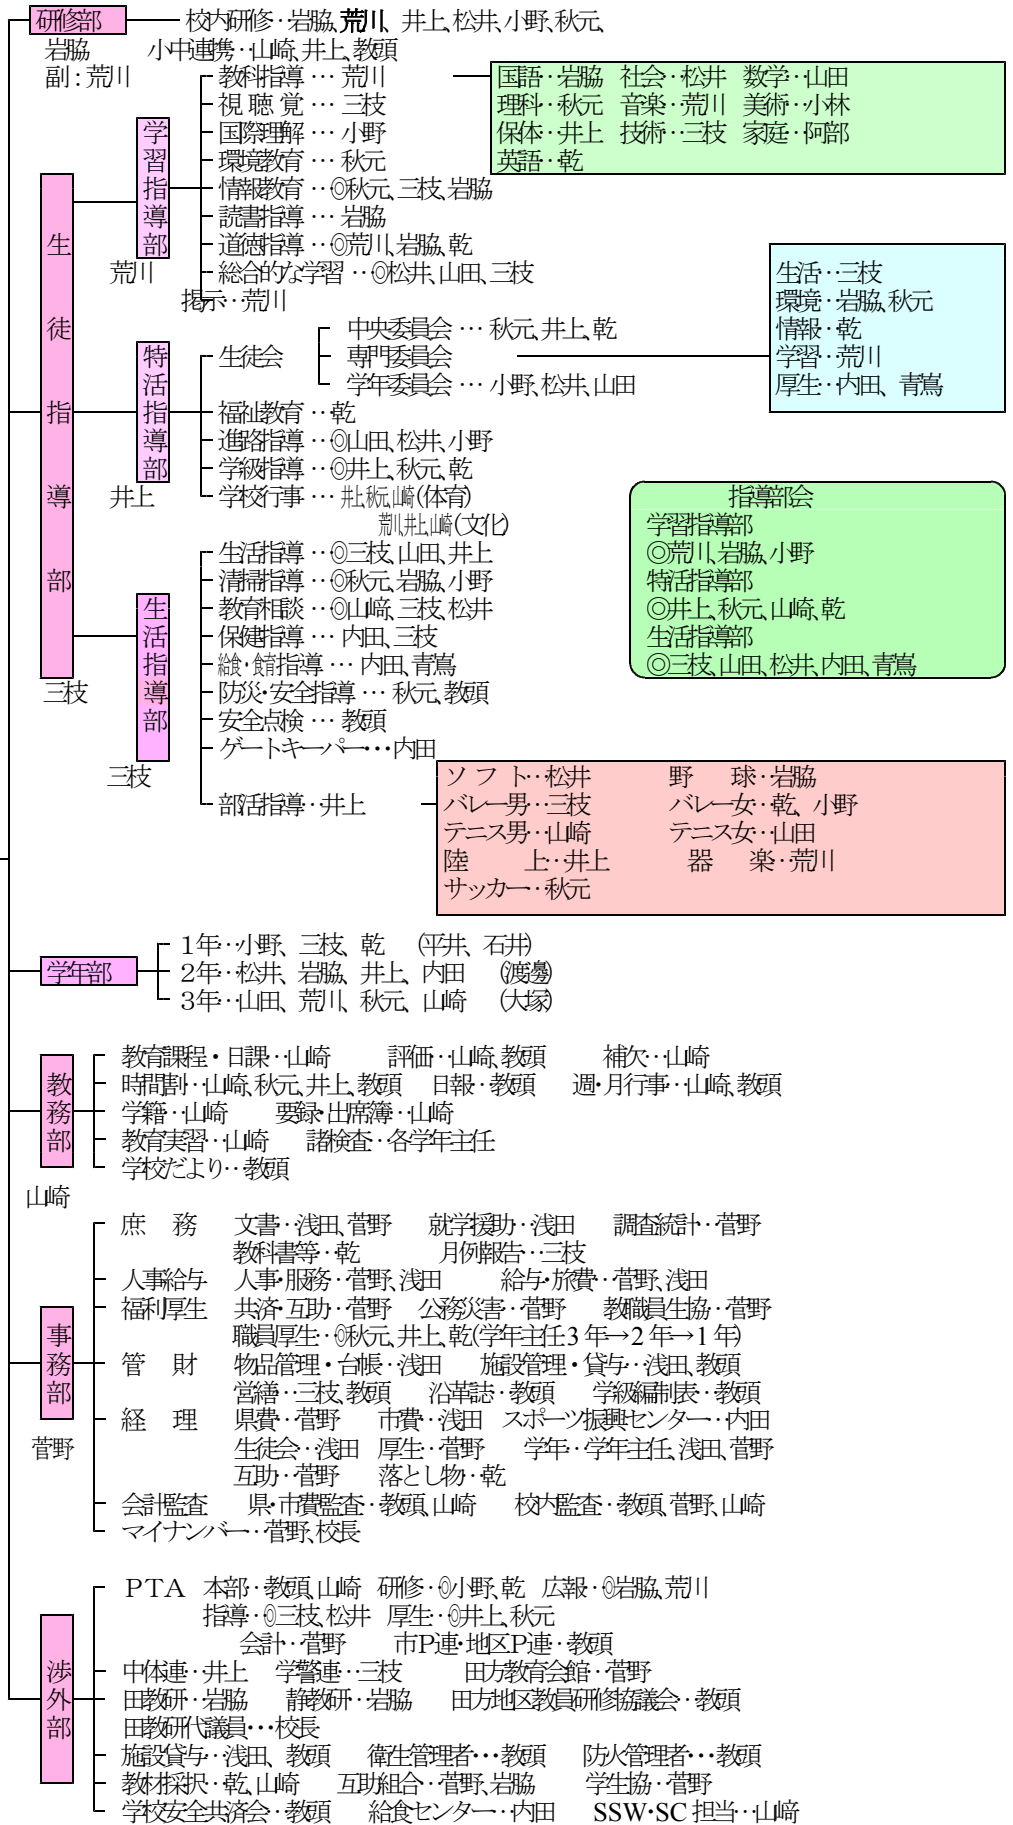 研修部 校内研修‥岩脇、荒川、井上、松井、小野、秋元、
岩脇 小中連携‥山崎、井上、教頭
副:荒川
教科指導 … 荒川
視 聴 覚 … 三枝
国際理解 … 小野
環境教育 … 秋元
情報教育 ‥◎秋元、三枝、岩脇
読書指導 … 岩脇
道徳指導 ‥◎荒川、岩脇、乾
総合的な学習 ‥◎松井、山田、三枝
掲示‥荒川
国語‥岩脇 社会‥松井 数学‥山田
理科‥秋元 音楽‥荒川 美術‥小林
保体‥井上 技術‥三枝 家庭‥阿部
英語‥乾
学習指導部
荒川
生徒指導部
三枝
生徒会
中央委員会 … 秋元、井上、乾
専門委員会
学年委員会 … 小野、松井、山田
生活‥三枝
環境‥岩脇、秋元
情報‥乾
学習‥荒川
厚生‥内田、青嶌
特活指導部
井上
福祉教育 ‥乾
進路指導 ‥◎山田、松井、小野
学級指導 ‥◎井上、秋元、乾
学校行事 … 井上、秋元、山崎(体育)
荒川、井上、山崎(文化)
指導部会
学習指導部
◎荒川、岩脇、小野
特活指導部
◎井上、秋元、山崎、乾
生活指導部
◎三枝、山田、松井、内田、青嶌
生活指導部
三枝
生活指導 ‥◎三枝、山田、井上
清掃指導 ‥◎秋元、岩脇、小野
教育相談 ‥◎山﨑、三枝、松井
保健指導 … 内田、三枝
給食・食育指導 … 内田、青嶌
防災・安全指導 … 秋元、教頭
安全点検 … 教頭
ゲートキーパー・・・内田
部活指導‥井上
ソ フ ト‥松井 野 球‥岩脇
バレー男‥三枝 バレー女‥乾、小野
テニス男‥山崎 テニス女‥山田
陸 上‥井上 器 楽‥荒川
サッカー‥秋元
学年部
1年‥小野、三枝、乾 (平井、石井)
2年‥松井、岩脇、井上、内田 (渡邊)
3年‥山田、荒川、秋元、山崎 (大塚)
教務部
山崎
教育課程・日課‥山崎 評価‥山崎、教頭 補欠‥山崎
時間割‥山崎、秋元、井上、教頭 日報‥教頭 週・月行事‥山崎、教頭
学籍‥山崎 要録・出席簿‥山崎
教育実習‥山崎 諸検査‥各学年主任
学校だより‥教頭
事務部
菅野
庶 務 文書‥浅田、菅野 就学援助‥浅田 調査統計‥菅野
教科書等‥乾 月例報告‥三枝
人事給与 人事・服務‥菅野、浅田 給与・旅費‥菅野、浅田
福利厚生 共済・互助‥菅野 公務災害‥菅野 教職員生協‥菅野
職員厚生‥◎秋元、井上、乾(学年主任3年→2年→1年)
管 財 物品管理・台帳‥浅田 施設管理・貸与‥浅田、教頭
営繕‥三枝、教頭 沿革誌‥教頭 学級編制表‥教頭
経 理 県費‥菅野 市費‥浅田 スポーツ振興センター‥内田
生徒会‥浅田 厚生‥菅野 学年‥学年主任、浅田、菅野
互助‥菅野 落とし物‥乾
会計監査 県・市費監査‥教頭、山崎 校内監査‥教頭、菅野、山崎
マイナンバー‥菅野、校長
渉外部
PTA 本部‥教頭、山崎 研修‥◎小野、乾 広報‥◎岩脇、荒川
指導‥◎三枝、松井 厚生‥◎井上、秋元
会計‥菅野 市P連・地区P連‥教頭
中体連‥井上 学警連‥三枝 田方教育会館‥菅野
田教研‥岩脇 静教研‥岩脇 田方地区教員研修協議会‥教頭
田教研代議員・・・校長
施設貸与‥浅田、教頭 衛生管理者・・・教頭 防火管理者・・・教頭
教材採択‥乾、山崎 互助組合‥菅野、岩脇 学生協‥菅野
学校安全共済会‥教頭 給食センター‥内田 SSW・SC担当‥山﨑